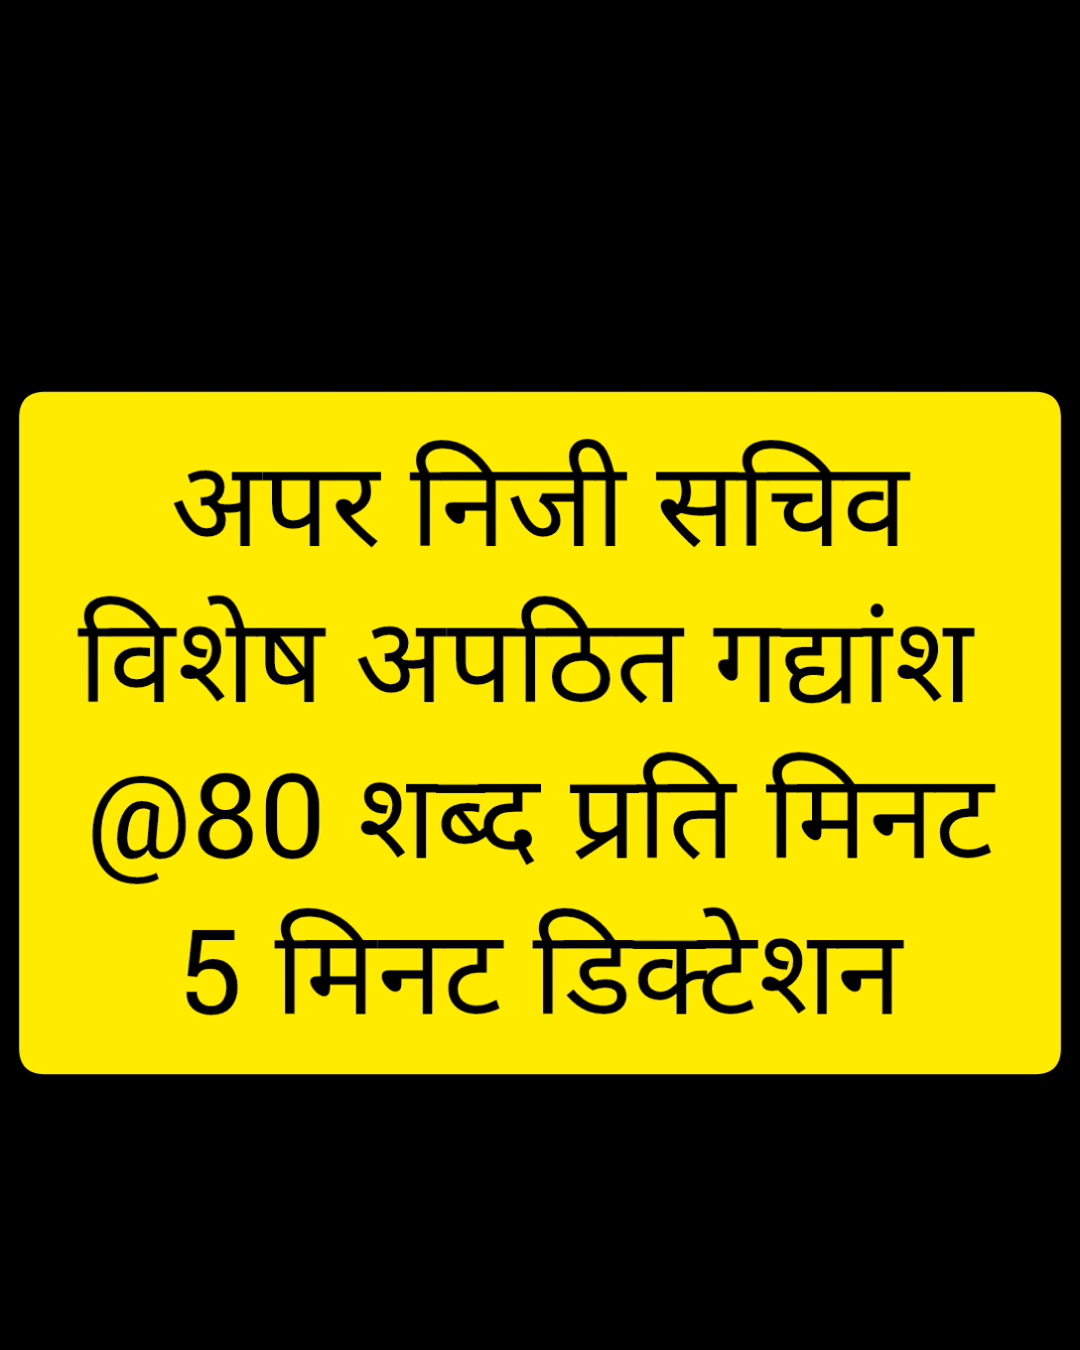 अपर निजी सचिव
विशेष अपठित गद्यांश
@80 शब्द प्रति मिनट
5 मिनट डिक्टेशन